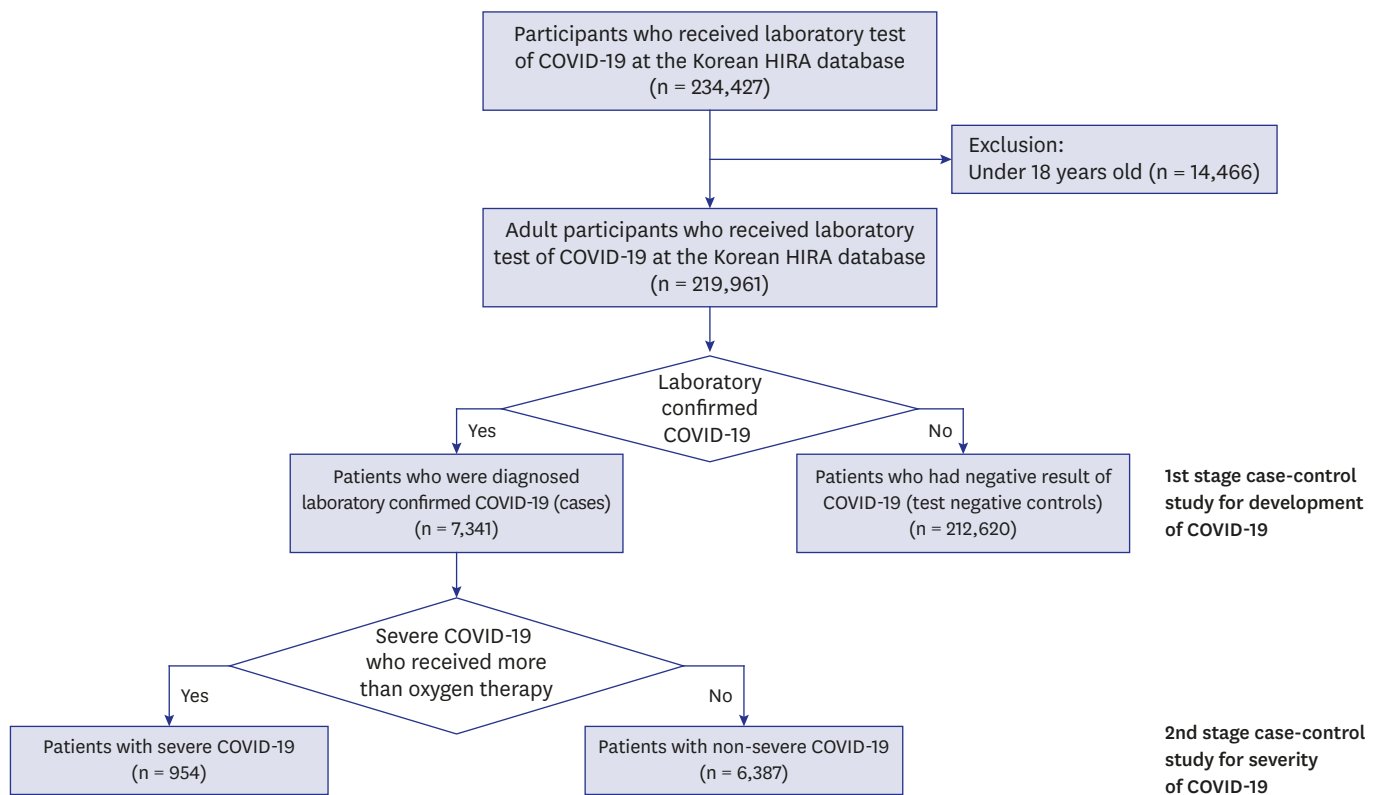 Participants who received laboratory test
of COVID-19 at the Korean HIRA database
(n = 234,427)
Exclusion:
Under 18 years old (n = 14,466)
Adult participants who received laboratory
test of COVID-19 at the Korean HIRA database
(n = 219,961)
Laboratory
confirmed
COVID-19
Yes
No
Patients who were diagnosed
laboratory confirmed COVID-19 (cases)
(n = 7,341)
Patients who had negative result of
COVID-19 (test negative controls)
(n = 212,620)
1st stage case-control
study for development
of COVID-19
Severe COVID-19
who received more
than oxygen therapy
Yes
No
Patients with severe COVID-19
(n = 954)
Patients with non-severe COVID-19
(n = 6,387)
2nd stage case-control
study for severity
of COVID-19